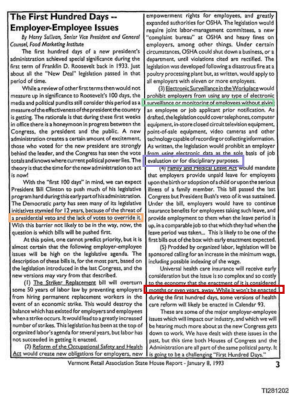 The First Hundred Days --
Employer-Employee Issues
By Harry Sullivan, Senior Vice President and General
Counsel, Food Marketing Institute
The first hundred days of a new president's
administration achieved special significance during the
first term of Franklin D. Roosevelt back in 1933. Just
about all the "New Deal" legislation passed in that
period of time.
While a review of other first terms then would not
measure up in significance to Roosevelt's 100 days, the
media and political pundits still consider this period as a
measure of the effectiveness of the president the country
is getting. The rationale is that during these first weeks
in office there is a honeymoon in progress between the
Congress, the president and the public. A new
administration creates a certain amount of excitement,
those who voted for the new president are strongly
behind the leader, and the Congress has seen the vote
totals and knows where current political power lies. The
theory is that the time for the new administration to act
is now!
With the "first 100 days" in mind, we can expect
President Bill Clinton to push much of his legislative
program hard during this early part of his administration.
The Democratic party has seen many of its legislative
initiatives stymied for 12 years, because of the threat of
a presidential veto and the lack of votes to override it.
With this barrier not likely to be in the way, now, the
question is which bills will be pushed first.
At this point, one cannot predict priority, but it is
almost certain that the following employer-employee
issues will be high on the legislative agenda. The
description of these bills is, for the most part, based on
the legislation introduced in the last Congress, and the
new versions may vary from that described.
(1) The Striker Replacement bill will overturn
some 50 years of labor law by preventing employers
from hiring permanent replacement workers in the
event of an economic strike. This would destroy the
balance which has existed for employers and employees
when a strike occurs. It would lead to a greatly increased
number of strikes. This legislation has been at the top of
organized labor's agenda for several years, but labor has
not succeeded in getting it enacted.
(2) Reform of the Occupational Safety and Health
Act would create new obligations for employers, new
empowerment rights for employees, and greatly
expanded authorities for OSHA. The legislation would
require joint labor-management committees, a new
"complaint bureau" at OSHA and heavy fines on
employers, among other things. Under certain
circumstances, OSHA could shut down a business, or a
department, until violations cited are rectified. The
legislation was developed following a disastrous fire at a
poultry processing plant but, as written, would apply to
all employers with eleven or more employees.
(3) Electronic Surveillance in the Workplace would
prohibit employers from using any type of electronic
surveillance or monitoring of employees without
an employee or job applicant prior notification. As
drafted, the legislation could cover telephones, computer
equipment, in-store closed circuit television equipment,
point-of-sale equipment, video cameras and other
technology capable of recording or collecting information.
As written, the legislation would prohibit an employer
from using electronic data as the sole basis of job
evaluation or for disciplinary purposes.
(4) Family and Medical Leave Act would mandate
that employers provide unpaid leave for employees
upon the birth or adoption of a child or upon the serious
illness of a family member. This bill passed the last
Congress but President Bush's veto of it was sustained.
Under the bill, employers would have to continue
insurance benefits for employees taking such leave, and
provide employment to them when the leave period is
up, in a comparable job to that which they had when the
leave period was taken... This is likely to be one of the
first bills out of the box with early enactment expected.
(5) Prodded by organized labor, legislation will be
sponsored calling for an increase in the minimum wage,
including possible indexing of the wage.
Universal health care insurance will receive early
consideration but the issue is so complex and so costly
to the economy that the enactment of it is considered
months or even years, away. While it won't be enacted
during the first hundred days, some versions of health
care reform will likely be enacted in Calendar 93.
These are some of the major employer-employee
issues which will impact our industry, and which we will
be hearing much more about as the new Congress gets
down to work. We have dealt with these issues in the
past, but this time both Houses of the Congress and the
Administration are all part of the same political party. It
is going to be a challenging "First Hundred Days."
Vermont Retail Association State House Report - January 8, 1993
3
TI281202